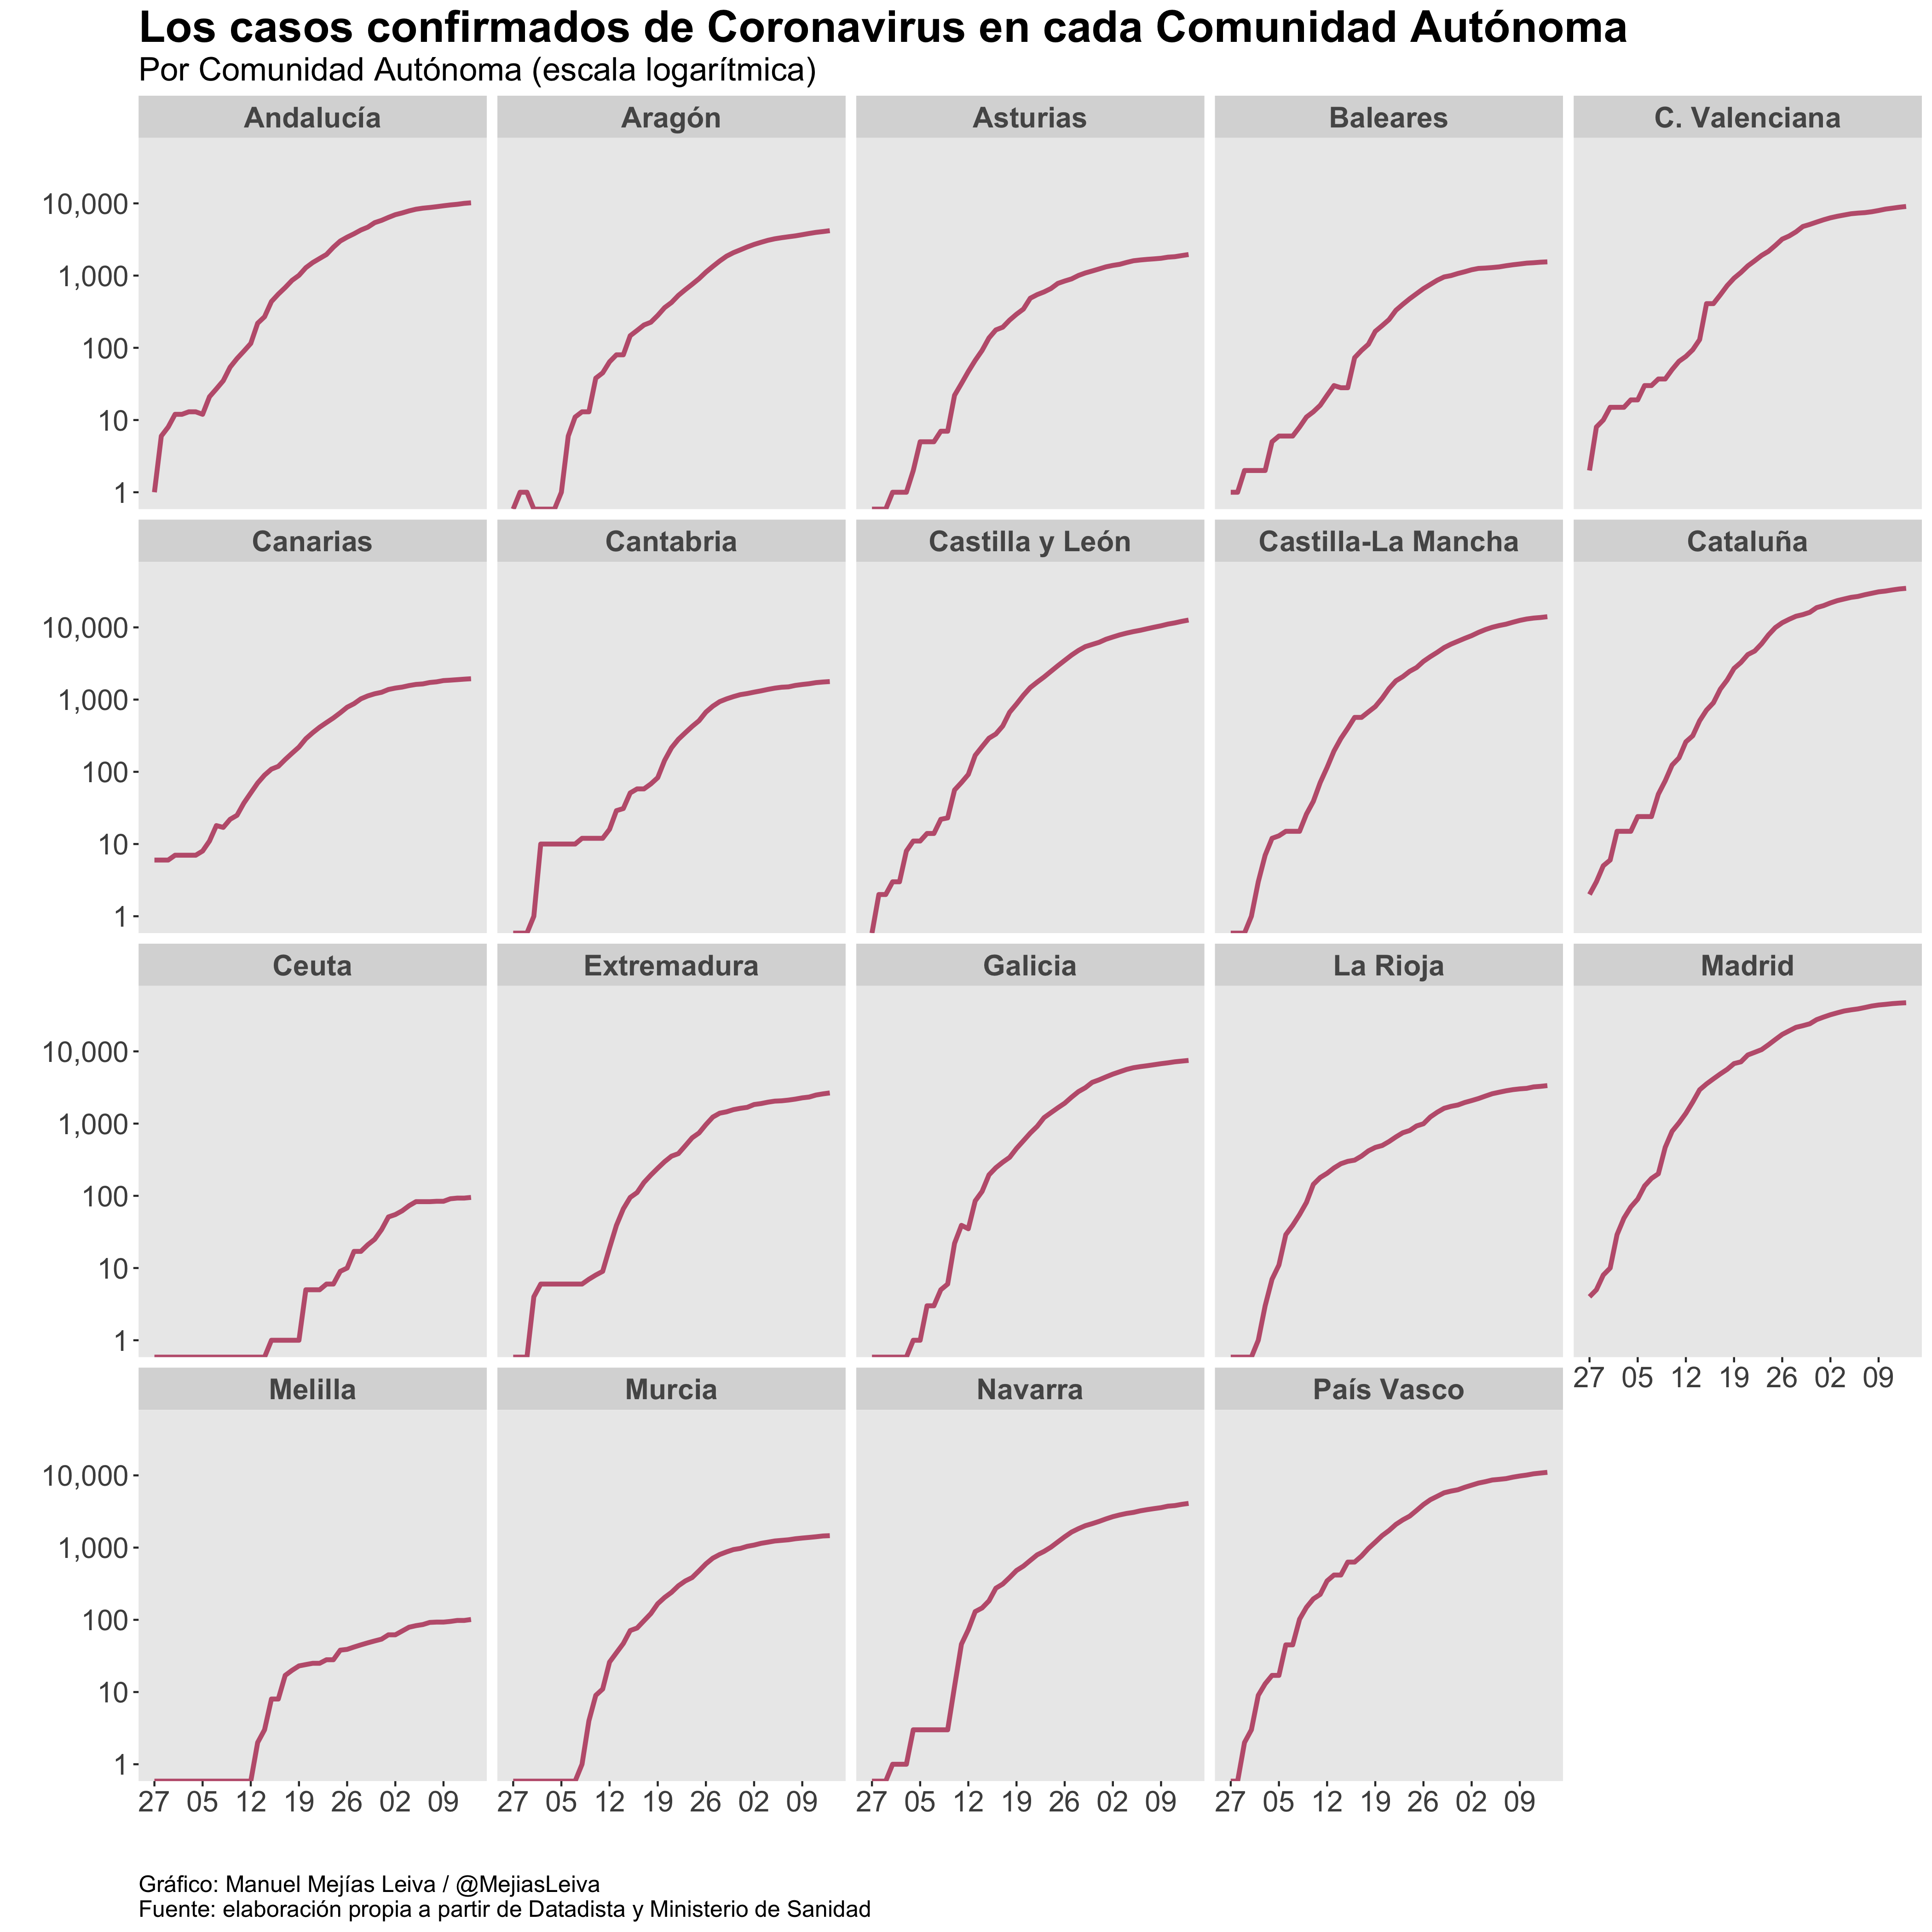 Los casos confirmados de Coronavirus en cada Comunidad Autónoma
Por Comunidad Autónoma (escala logarítmica)
Andalucía Aragón Asturias Baleares C. Valenciana
10,000
1,000
100
10
1
Canarias Cantabria Castilla y León Castilla-La Mancha Cataluña
10,000
1,000
100
10
1
Ceuta Extremadura Galicia La Rioja Madrid
10,000
1,000
100
10
1
27 05 12 19 26 02 09
Melilla Murcia Navarra País Vasco
10,000
1,000
100
10
1
27 05 12 19 26 02 09 27 05 12 19 26 02 09 27 05 12 19 26 02 09 27 05 12 19 26 02 09
Gráfico: Manuel Mejías Leiva / @MejiasLeiva
Fuente: elaboración propia a partir de Datadista y Ministerio de Sanidad